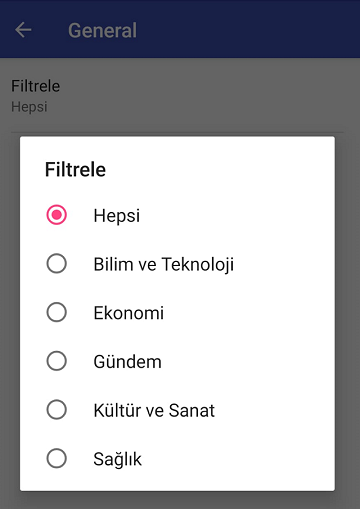 General
Filtrele
Hepsi
Filtrele
Hepsi
Bilim ve Teknoloji
Ekonomi
Gündem
Kültür ve Sanat
Sağlık